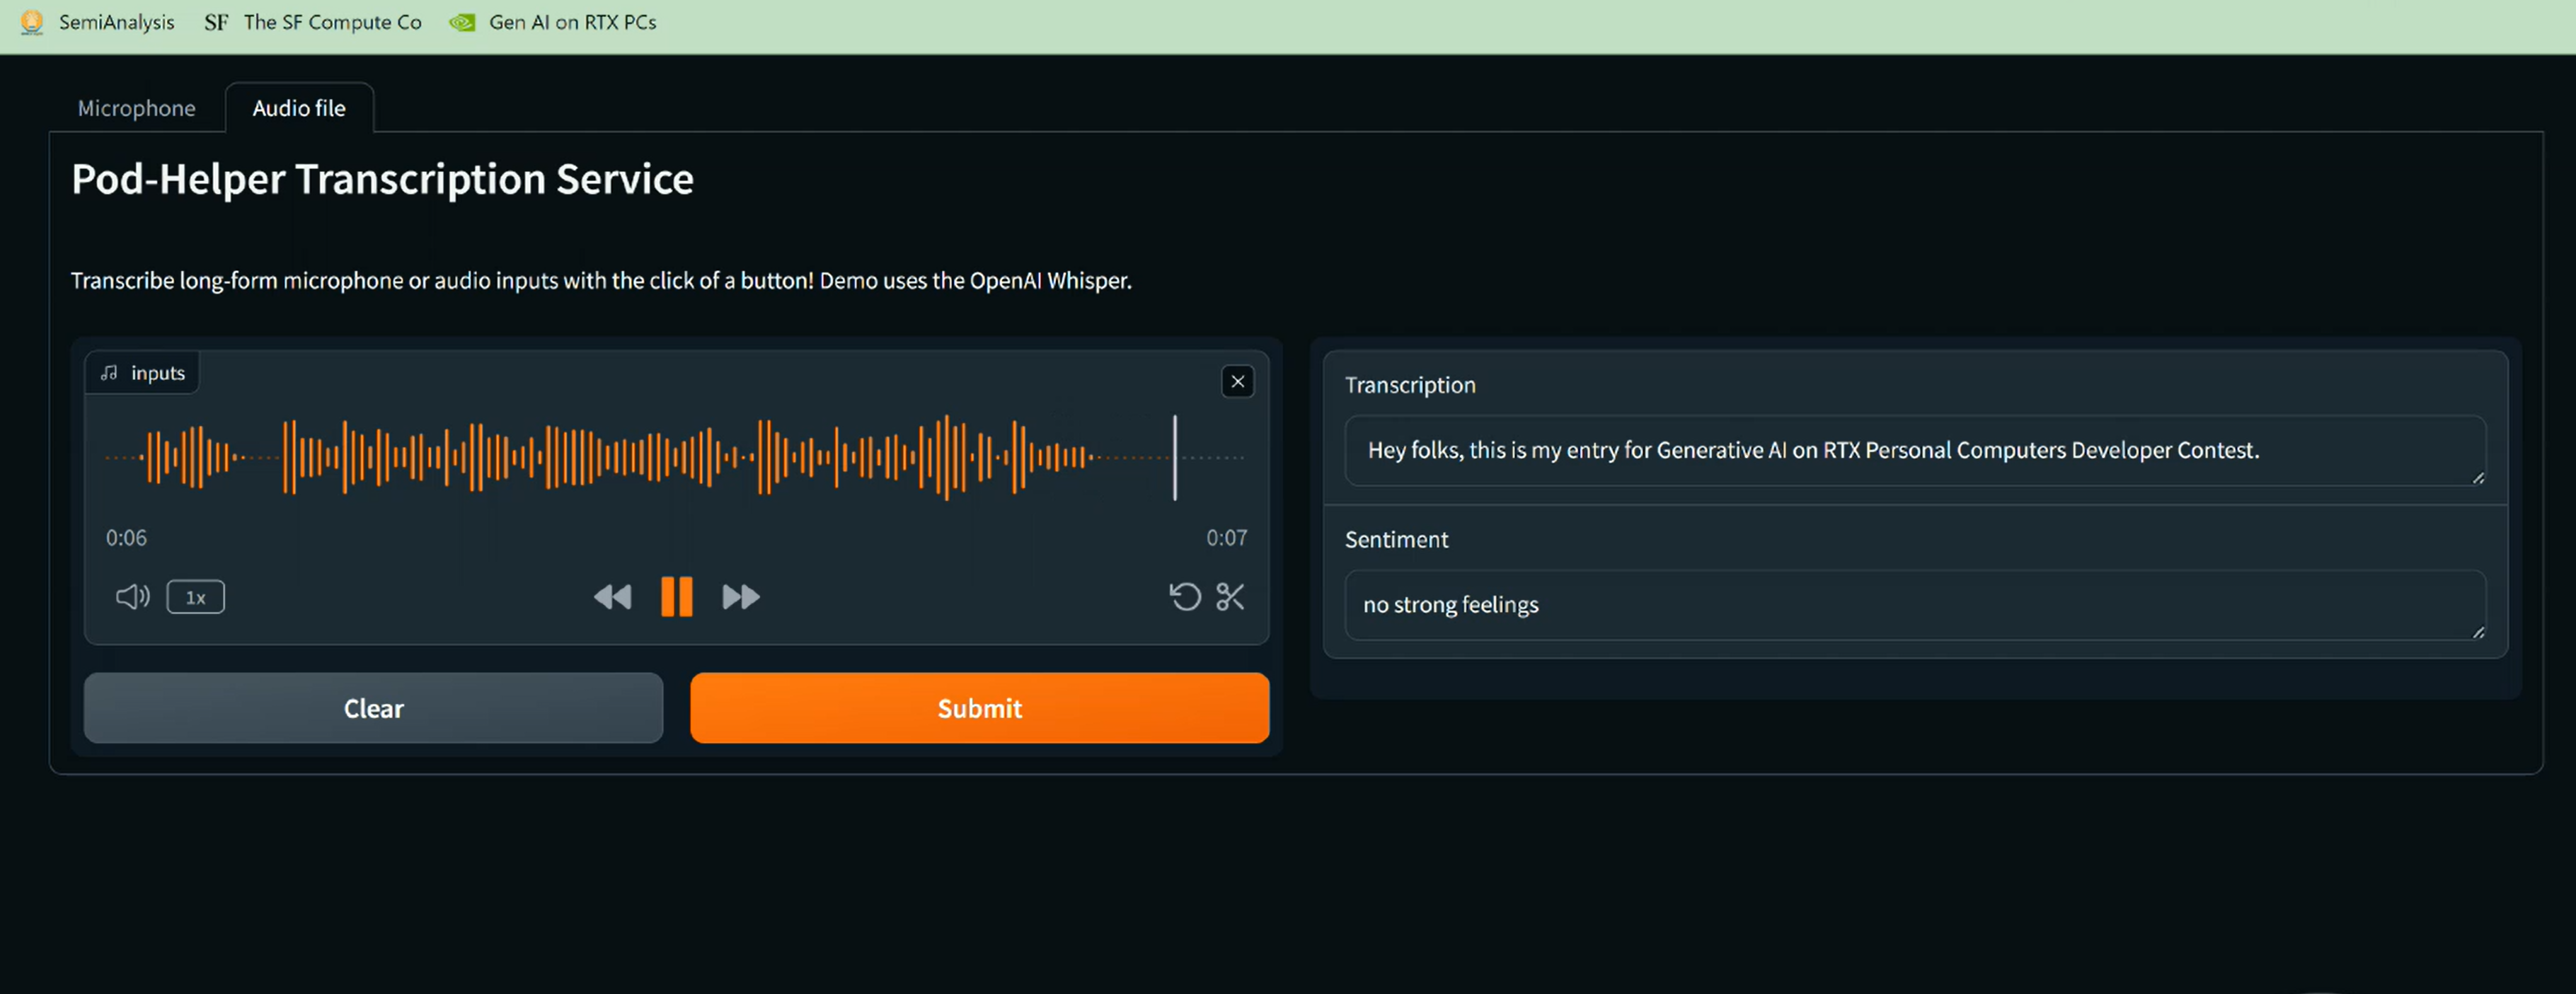 SemiAnalysis SF The SF Compute Co Gen AI on RTX PCs
Microphone Audio file
Pod-Helper Transcription Service
Transcribe long-form microphone or audio inputs with the click of a button! Demo uses the OpenAI Whisper.
inputs
0:06 0:07
1x
Clear Submit
Transcription
Hey folks, this is my entry for Generative AI on RTX Personal Computers Developer Contest.
Sentiment
no strong feelings